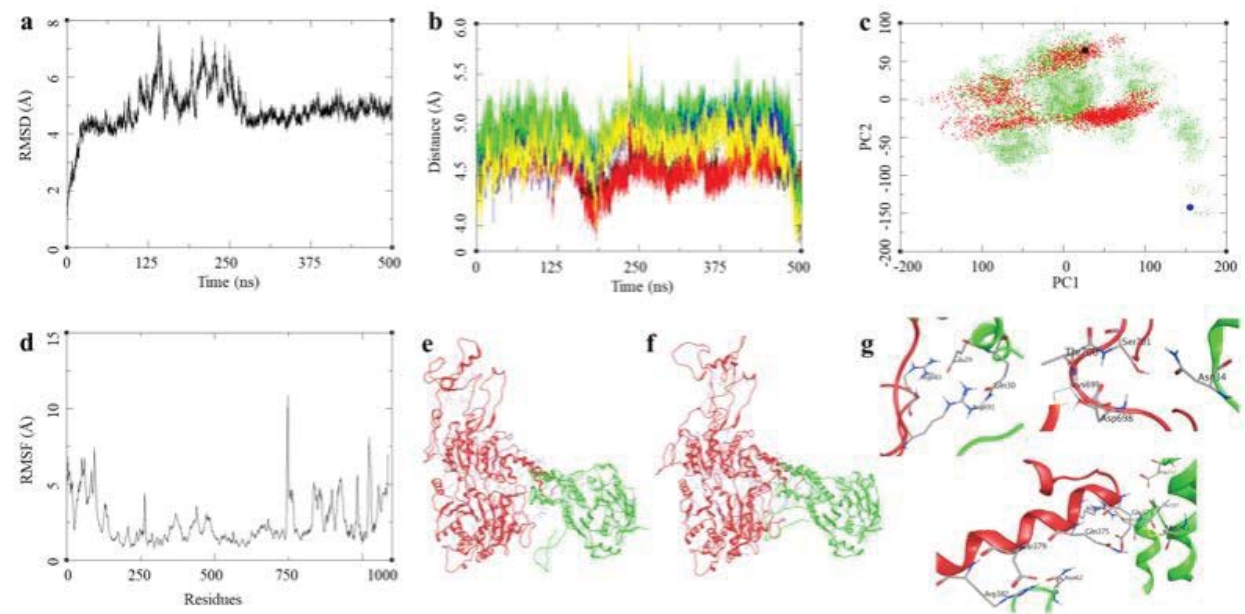 a
8
6
4
2
0
RMSD (Å)
0 125 250 375 500
Time (ns)
b
6.0
5.5
5.0
4.5
4.0
0
Distance (Å)
0 125 250 375 500
Time (ns)
c
100
50
0
-50
-100
-150
-200
PC2
-200 -100 0 100 200
PC1
d
15
10
5
0
RMSF (Å)
0 250 500 750 1000
Residues
e
f
g
Ser701
Asp698
Gln30
Gln375
Arg382